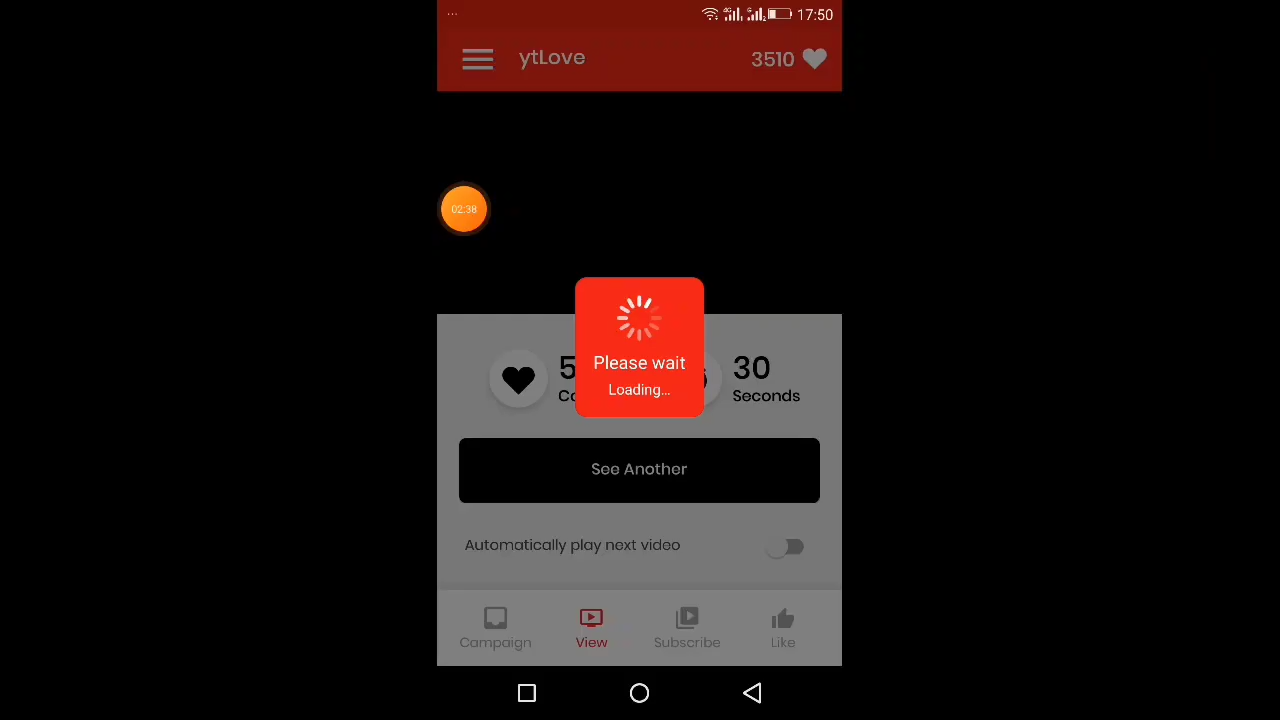 17:50
ytLove
3510
02:38
Please wait
Loading...
30
Seconds
See Another
Automatically play next video
Campaign
View
Subscribe
Like